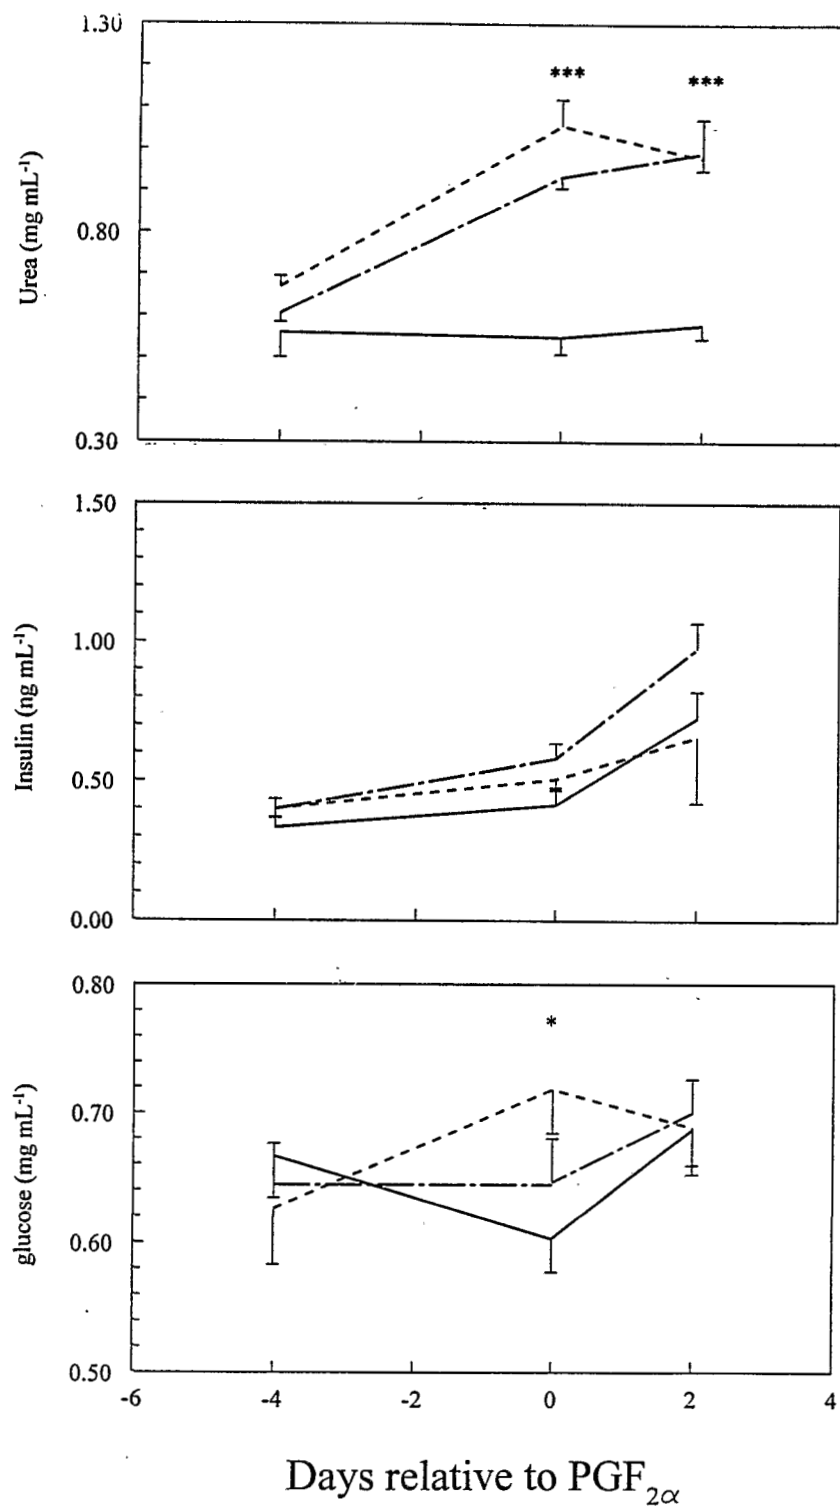 1.30
*** ***
0.80
0.30
Urea (mg mL⁻¹)
1.50
1.00
0.50
0.00
Insulin (ng mL⁻¹)
0.80
*
0.70
0.60
0.50
glucose (mg mL⁻¹)
-6 -4 -2 0 2 4
Days relative to PGF₂α